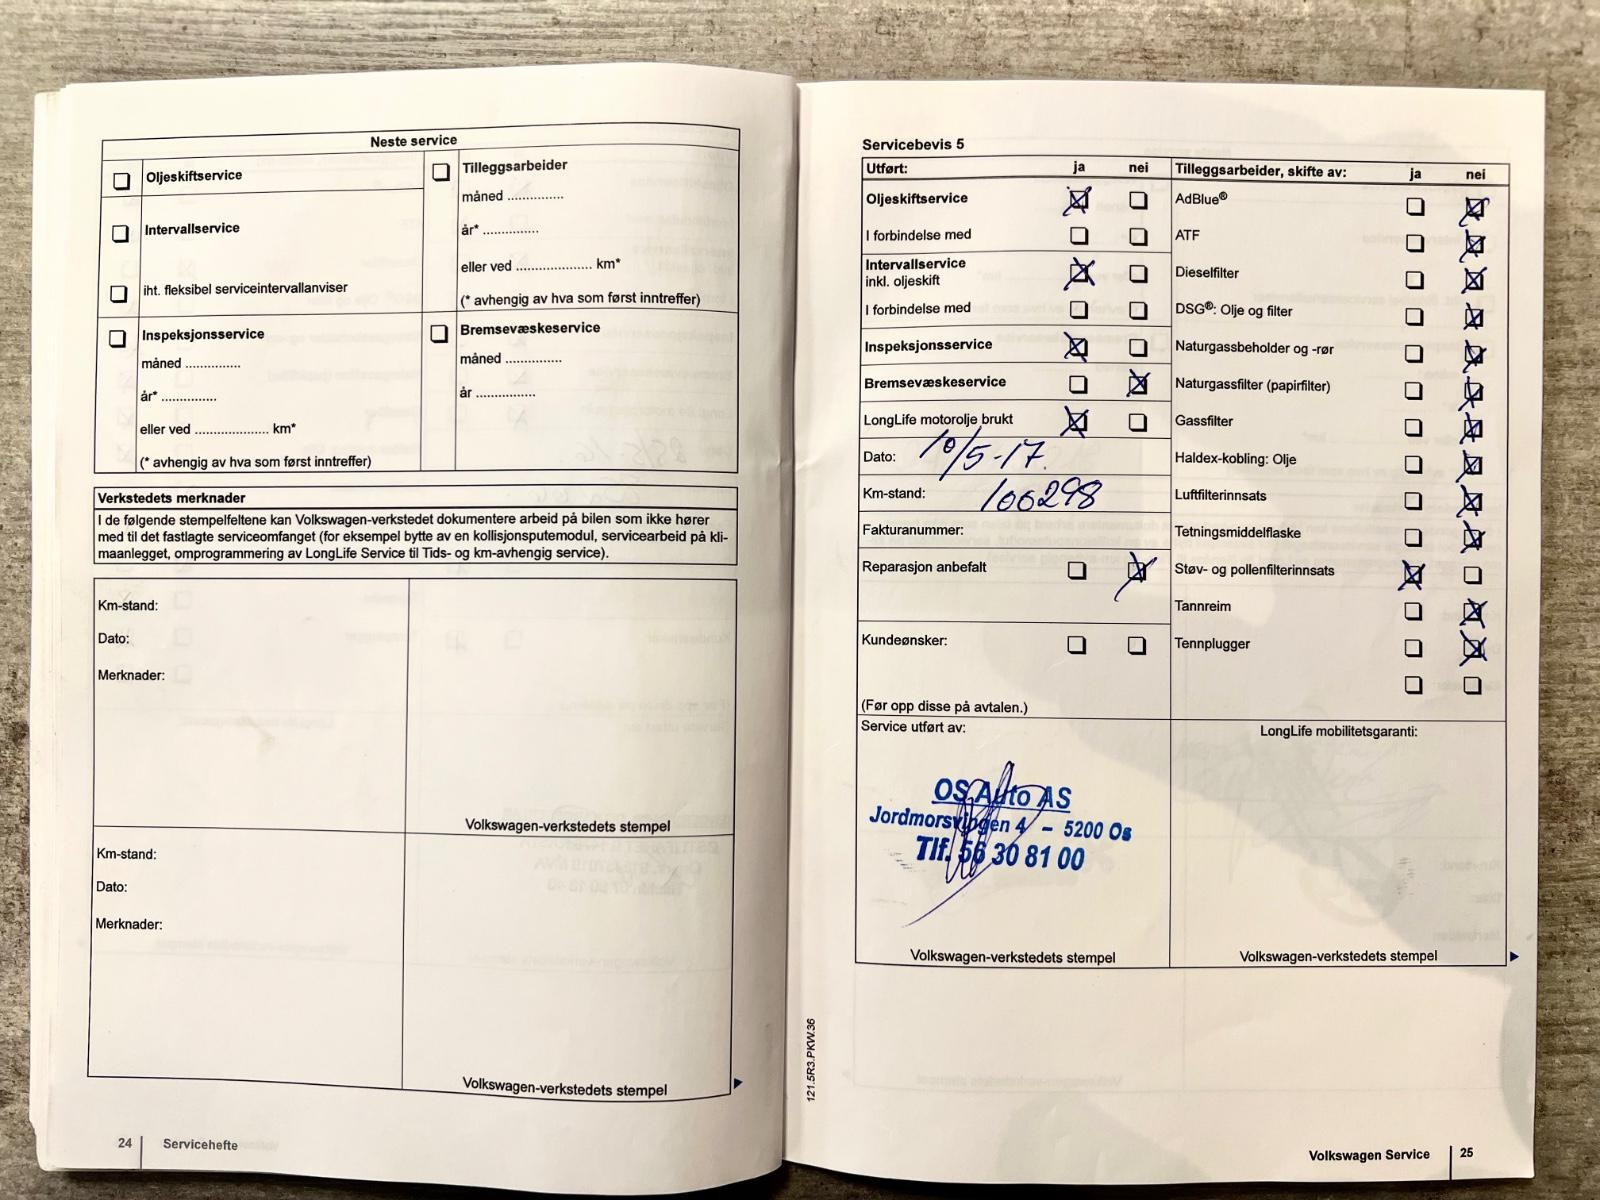 Neste service
Oljeskiftservice
Intervallservice
iht. fleksibel serviceintervallanviser
Tilleggsarbeider
måned ...............
år* ...............
eller ved .................... km*
(* avhengig av hva som først inntreffer)
Inspeksjonsservice
måned ...............
år* ...............
eller ved .................... km*
(* avhengig av hva som først inntreffer)
Bremsevæskeservice
måned ...............
år ................
Verkstedets merknader
I de følgende stempelfeltene kan Volkswagen-verkstedet dokumentere arbeid på bilen som ikke hører
med til det fastlagte serviceomfanget (for eksempel bytte av en kollisjonsputemodul, servicearbeid på kli-
maanlegget, omprogrammering av LongLife Service til Tids- og km-avhengig service).
Km-stand:
Dato:
Merknader:
Volkswagen-verkstedets stempel
Km-stand:
Dato:
Merknader:
Volkswagen-verkstedets stempel
24 Servicehefte
Servicebevis 5
Utført: ja nei
Oljeskiftservice
I forbindelse med
Intervallservice
inkl. oljeskift
I forbindelse med
Inspeksjonsservice
Bremsevæskeservice
LongLife motorolje brukt
Dato: 10/5-17.
Km-stand: 100298
Fakturanummer:
Reparasjon anbefalt
Kundeønsker:
(Før opp disse på avtalen.)
Tilleggsarbeider, skifte av: ja nei
AdBlue®
ATF
Dieselfilter
DSG®: Olje og filter
Naturgassbeholder og -rør
Naturgassfilter (papirfilter)
Gassfilter
Haldex-kobling: Olje
Luftfilterinnsats
Tetningsmiddelflaske
Støv- og pollenfilterinnsats
Tannreim
Tennplugger
Service utført av:
OS Auto AS
Jordmorsvingen 4 - 5200 Os
Tlf. 56 30 81 00
Volkswagen-verkstedets stempel
LongLife mobilitetsgaranti:
Volkswagen-verkstedets stempel
121.5R3.PKW.36
Volkswagen Service 25